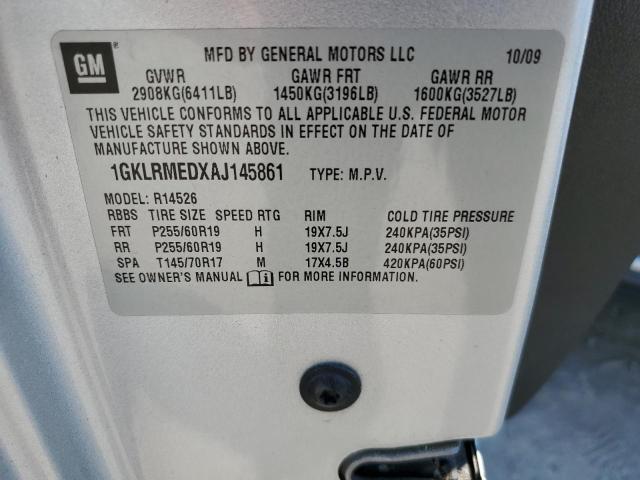 GM
MFD BY GENERAL MOTORS LLC 10/09
GVWR GAWR FRT GAWR RR
2908KG(6411LB) 1450KG(3196LB) 1600KG(3527LB)
THIS VEHICLE CONFORMS TO ALL APPLICABLE U.S. FEDERAL MOTOR
VEHICLE SAFETY STANDARDS IN EFFECT ON THE DATE OF
MANUFACTURE SHOWN ABOVE.
1GKLRMEDXAJ145861 TYPE: M.P.V.
MODEL: R14526
RBBS TIRE SIZE SPEED RTG RIM COLD TIRE PRESSURE
FRT P255/60R19 H 19X7.5J 240KPA(35PSI)
RR P255/60R19 H 19X7.5J 240KPA(35PSI)
SPA T145/70R17 M 17X4.5B 420KPA(60PSI)
SEE OWNER'S MANUAL FOR MORE INFORMATION.